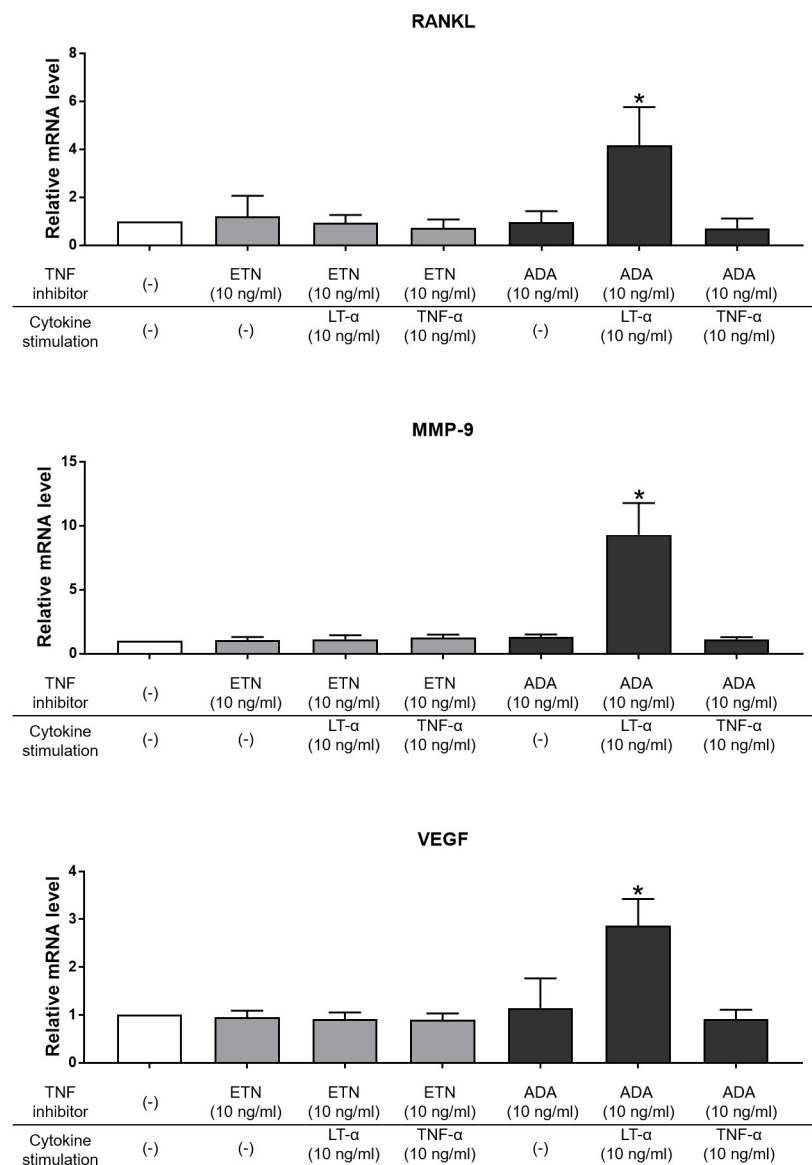 RANKL
Relative mRNA level
8
6
4
2
0
*
TNF inhibitor (-) ETN (10 ng/ml) ETN (10 ng/ml) ETN (10 ng/ml) ADA (10 ng/ml) ADA (10 ng/ml) ADA (10 ng/ml)
Cytokine stimulation (-) (-) LT-α (10 ng/ml) TNF-α (10 ng/ml) (-) LT-α (10 ng/ml) TNF-α (10 ng/ml)
MMP-9
Relative mRNA level
15
10
5
0
*
TNF inhibitor (-) ETN (10 ng/ml) ETN (10 ng/ml) ETN (10 ng/ml) ADA (10 ng/ml) ADA (10 ng/ml) ADA (10 ng/ml)
Cytokine stimulation (-) (-) LT-α (10 ng/ml) TNF-α (10 ng/ml) (-) LT-α (10 ng/ml) TNF-α (10 ng/ml)
VEGF
Relative mRNA level
4
3
2
1
0
*
TNF inhibitor (-) ETN (10 ng/ml) ETN (10 ng/ml) ETN (10 ng/ml) ADA (10 ng/ml) ADA (10 ng/ml) ADA (10 ng/ml)
Cytokine stimulation (-) (-) LT-α (10 ng/ml) TNF-α (10 ng/ml) (-) LT-α (10 ng/ml) TNF-α (10 ng/ml)